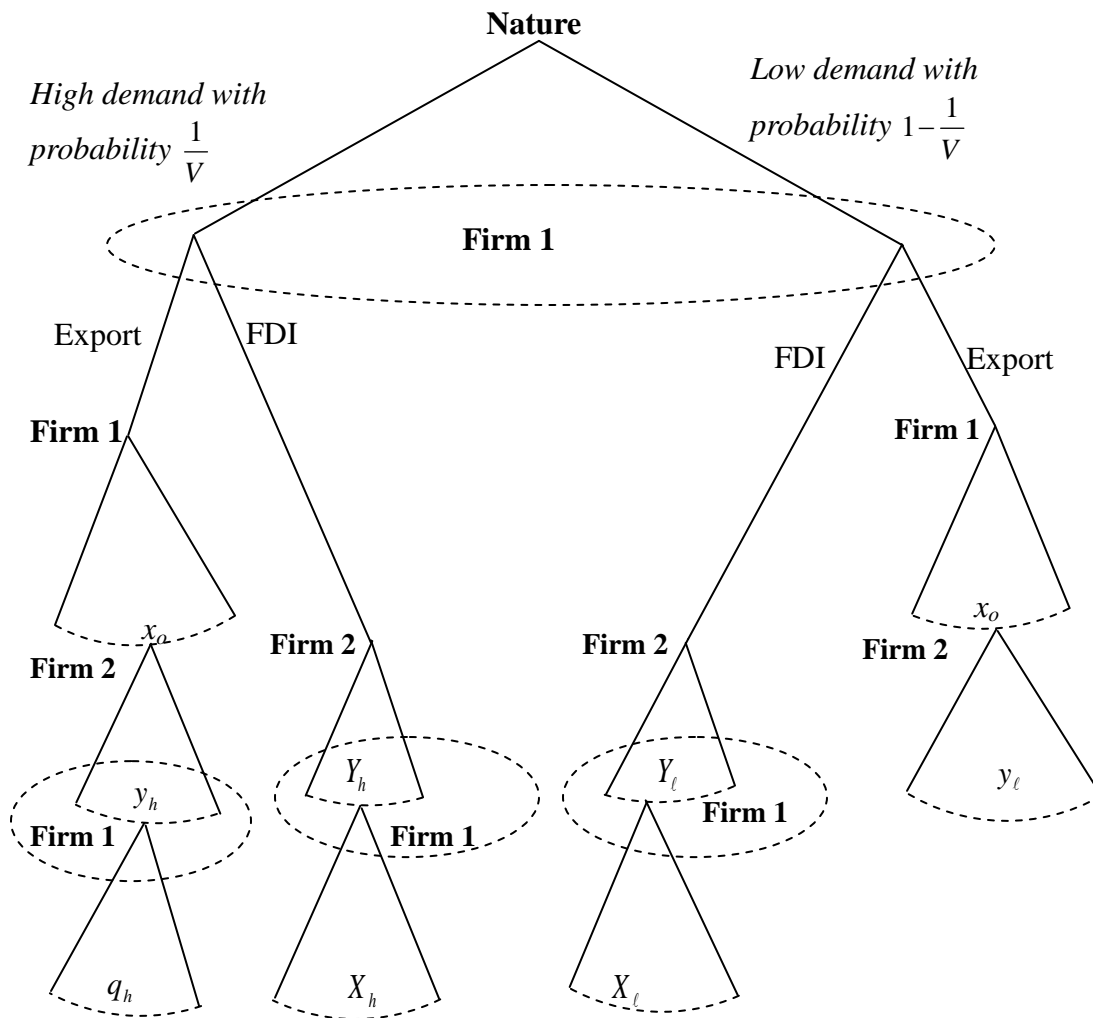 Nature
High demand with
probability 1/V
Low demand with
probability 1 − 1/V
Firm 1
Export
FDI
FDI
Export
Firm 1
Firm 1
x_o
x_o
Firm 2
Firm 2
Firm 2
Firm 2
y_h
Y_h
Y_ℓ
y_ℓ
Firm 1
Firm 1
Firm 1
q_h
X_h
X_ℓ